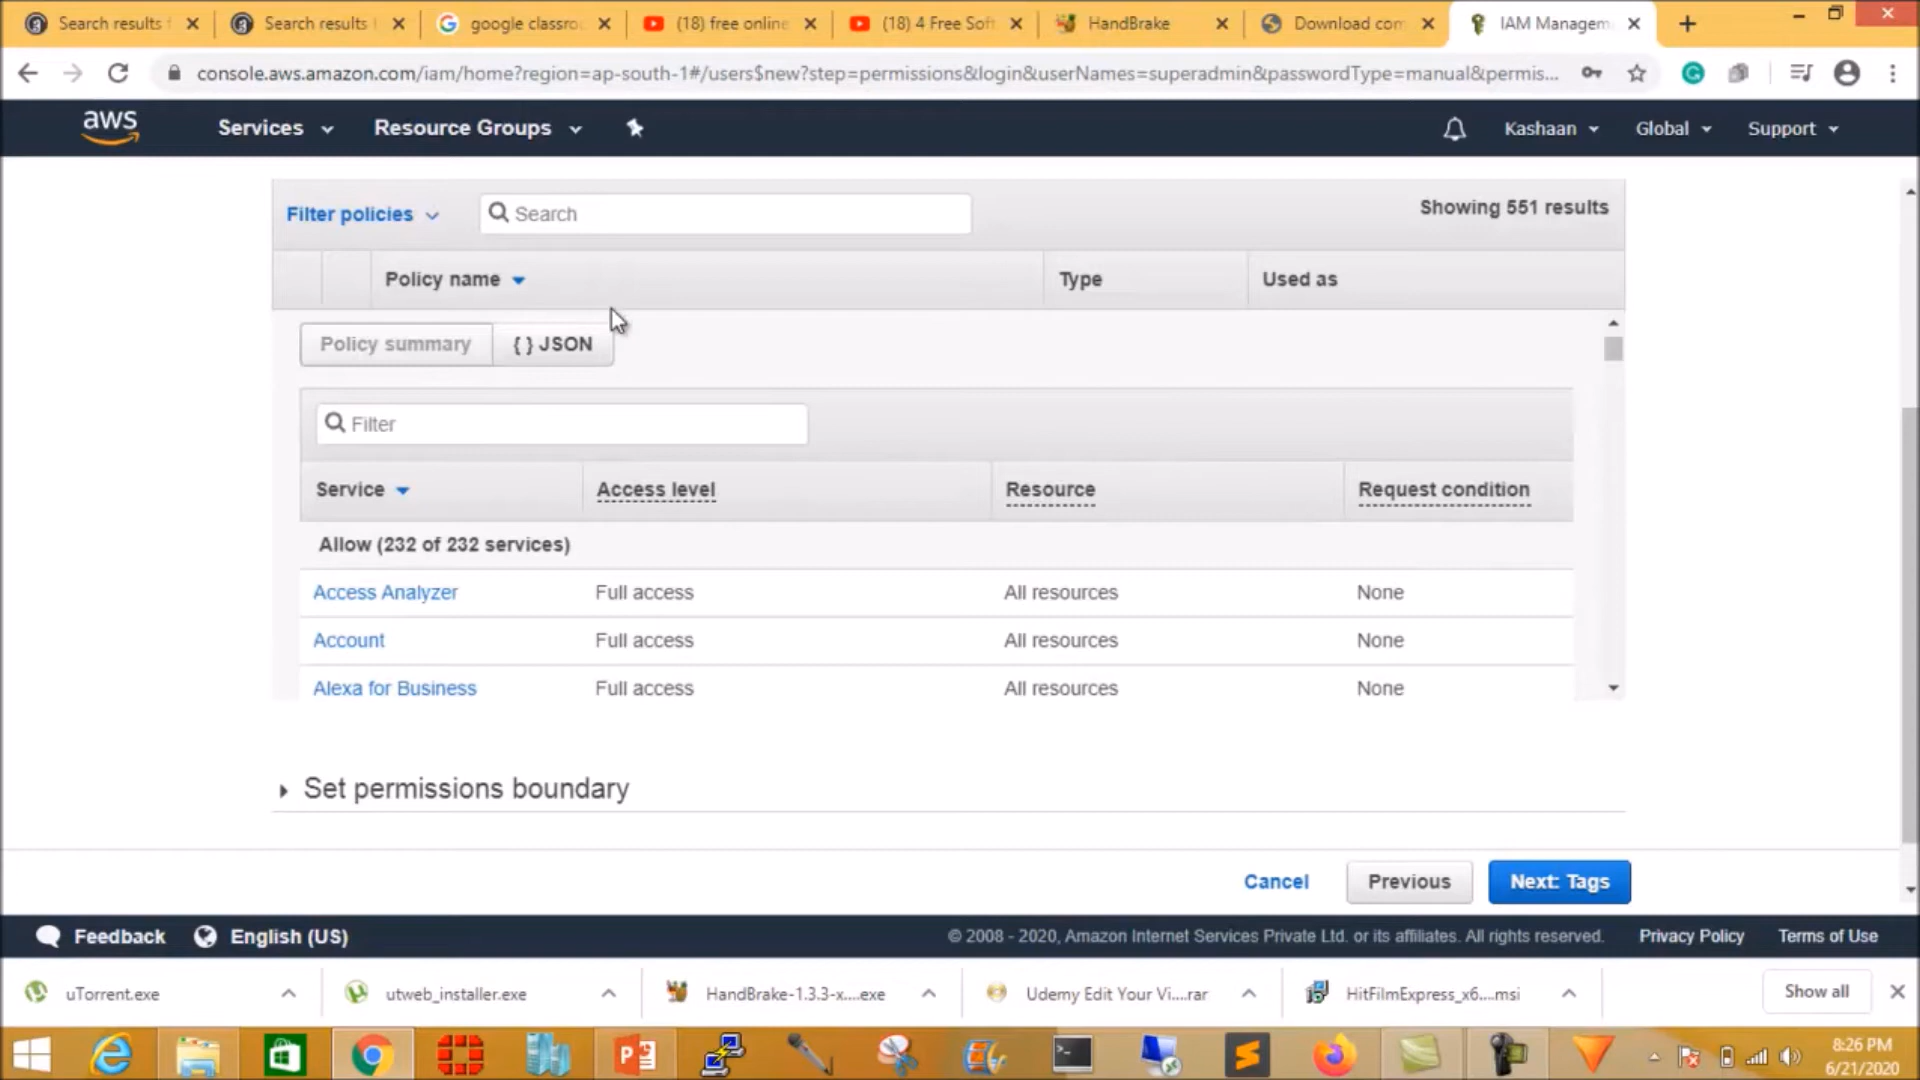 Search results f
Search results f
google classro
(18) free online
(18) 4 Free Soft
HandBrake
Download com
IAM Managem
console.aws.amazon.com/iam/home?region=ap-south-1#/users$new?step=permissions&login&userNames=superadmin&passwordType=manual&permis...
aws
Services
Resource Groups
Kashaan
Global
Support
Filter policies
Search
Showing 551 results
Policy name
Type
Used as
Policy summary
{ } JSON
Filter
Service
Access level
Resource
Request condition
Allow (232 of 232 services)
Access Analyzer
Full access
All resources
None
Account
Full access
All resources
None
Alexa for Business
Full access
All resources
None
Set permissions boundary
Cancel
Previous
Next: Tags
Feedback
English (US)
© 2008 - 2020, Amazon Internet Services Private Ltd. or its affiliates. All rights reserved.
Privacy Policy
Terms of Use
uTorrent.exe
utweb_installer.exe
HandBrake-1.3.3-x....exe
Udemy Edit Your Vi....rar
HitFilmExpress_x6....msi
Show all
8:26 PM
6/21/2020